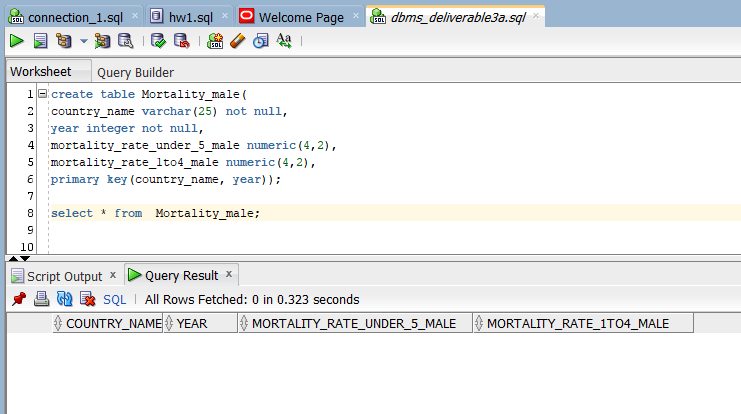 connection_1.sql hw1.sql Welcome Page dbms_deliverable3a.sql
SQL Aa
Worksheet Query Builder
1 create table Mortality_male(
2 country_name varchar(25) not null,
3 year integer not null,
4 mortality_rate_under_5_male numeric(4,2),
5 mortality_rate_1to4_male numeric(4,2),
6 primary key(country_name, year));
7
8 select * from  Mortality_male;
9
10
Script Output x Query Result x
SQL | All Rows Fetched: 0 in 0.323 seconds
COUNTRY_NAME YEAR MORTALITY_RATE_UNDER_5_MALE MORTALITY_RATE_1TO4_MALE